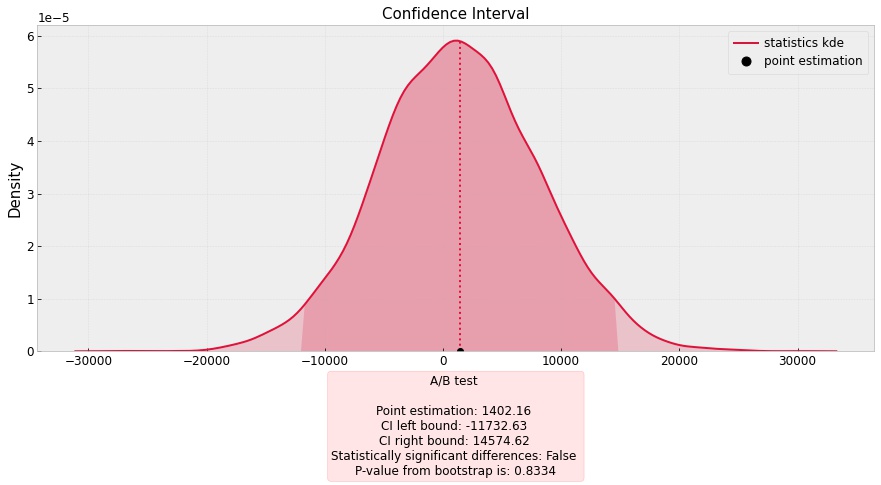 Confidence Interval
1e−5
statistics kde
point estimation
6
5
4
3
2
1
0
Density
−30000
−20000
−10000
0
10000
20000
30000
A/B test
Point estimation: 1402.16
CI left bound: -11732.63
CI right bound: 14574.62
Statistically significant differences: False
P-value from bootstrap is: 0.8334